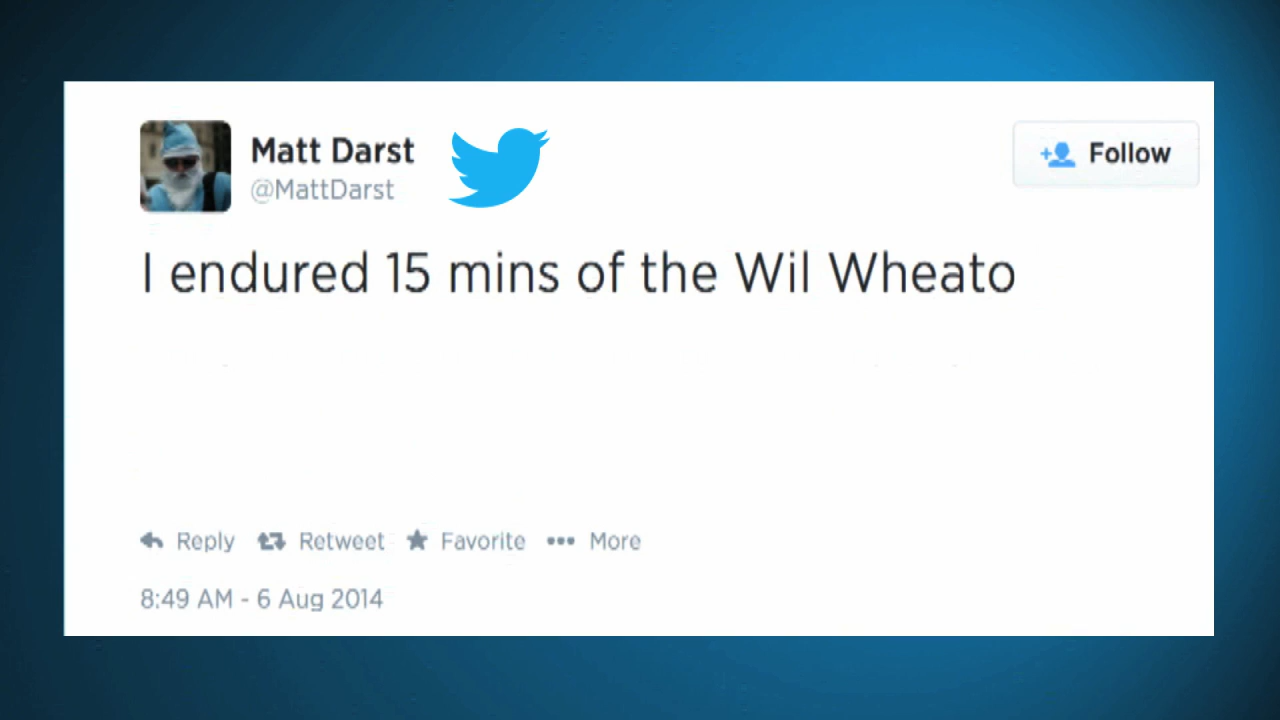 Matt Darst
@MattDarst
Follow
I endured 15 mins of the Wil Wheato
Reply Retweet Favorite More
8:49 AM - 6 Aug 2014